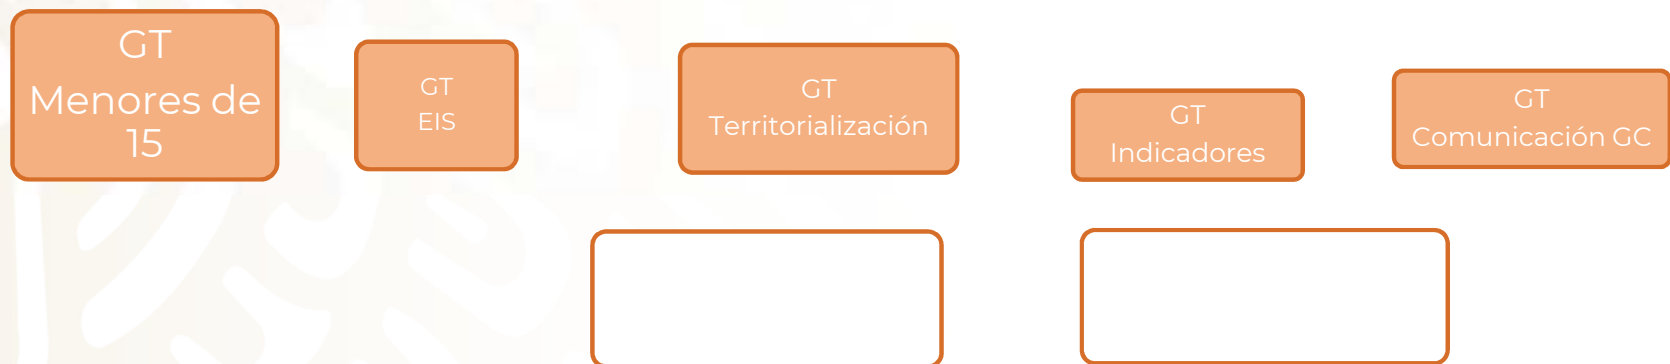 GT
Menores de
15
GT
EIS
GT
Territorialización
GT
Indicadores
GT
Comunicación GC